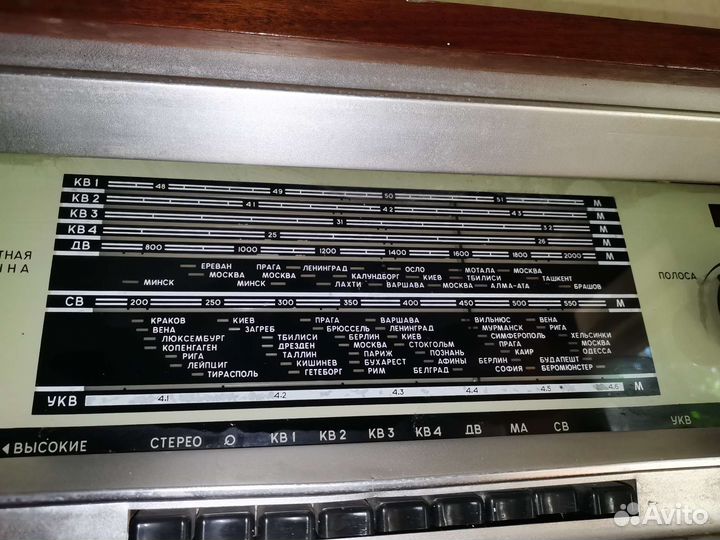 КВ 1 48 49 50 51 М
КВ 2 41 42 43 М
КВ 3 31 М
КВ 4 25 26 32 М
ДВ 800 1000 1200 1400 1600 1800 2000 М
ТНАЯ
ННА
ПОЛОСА
ЕРЕВАН ПРАГА ЛЕНИНГРАД ОСЛО МОТАЛА МОСКВА
МОСКВА МОСКВА КАЛУНДБОРГ КИЕВ ТБИЛИСИ ТАШКЕНТ
МИНСК МИНСК ЛАХТИ ВАРШАВА МОСКВА АЛМА-АТА БРАШОВ
СВ 200 250 300 350 400 450 500 550 М
КРАКОВ КИЕВ ПРАГА ВАРШАВА ВИЛЬНЮС ВЕНА
ВЕНА ЗАГРЕБ БРЮССЕЛЬ ЛЕНИНГРАД МУРМАНСК РИГА
ЛЮКСЕМБУРГ ТБИЛИСИ БЕРЛИН КИЕВ СИМФЕРОПОЛЬ ХЕЛЬСИНКИ
КОПЕНГАГЕН ДРЕЗДЕН МОСКВА СТОКГОЛЬМ ПРАГА МОСКВА
РИГА ТАЛЛИН ПАРИЖ ПОЗНАНЬ КАИР ОДЕССА
ЛЕЙПЦИГ КИШИНЕВ БУХАРЕСТ АФИНЫ БЕРЛИН БУДАПЕШТ
ТИРАСПОЛЬ ГЕТЕБОРГ РИМ БЕЛГРАД СОФИЯ БЕРОМЮНСТЕР
УКВ 4.1 4.2 4.3 4.4 4.5 4.6 М
ВЫСОКИЕ СТЕРЕО КВ 1 КВ 2 КВ 3 КВ 4 ДВ МА СВ УКВ
Avito